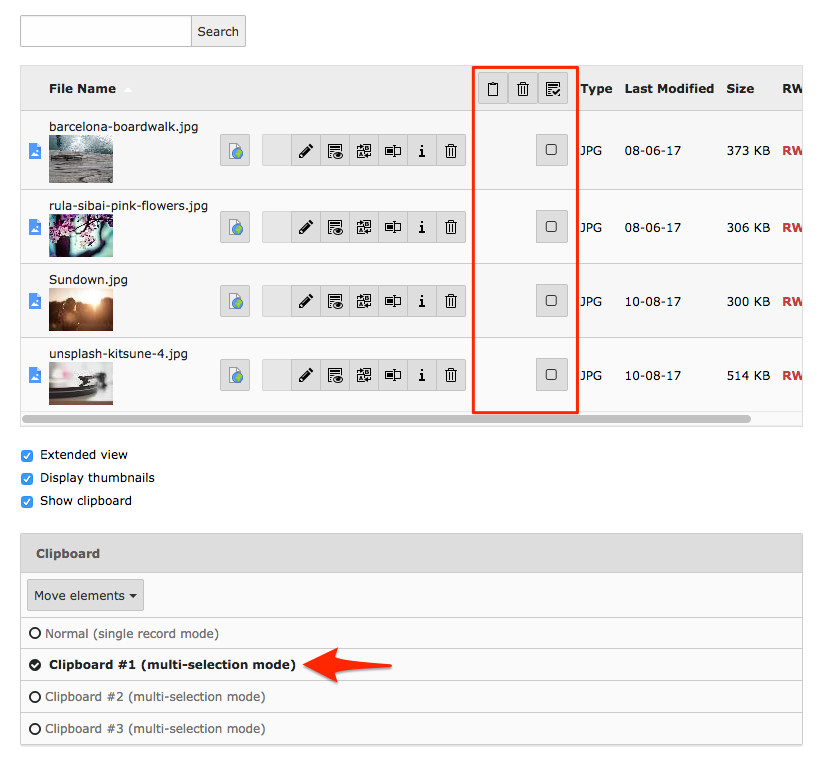 Search
File Name Type Last Modified Size RW
barcelona-boardwalk.jpg
JPG 08-06-17 373 KB RW
rula-sibai-pink-flowers.jpg
JPG 08-06-17 306 KB RW
Sundown.jpg
JPG 10-08-17 300 KB RW
unsplash-kitsune-4.jpg
JPG 10-08-17 514 KB RW
Extended view
Display thumbnails
Show clipboard
Clipboard
Move elements
Normal (single record mode)
Clipboard #1 (multi-selection mode)
Clipboard #2 (multi-selection mode)
Clipboard #3 (multi-selection mode)